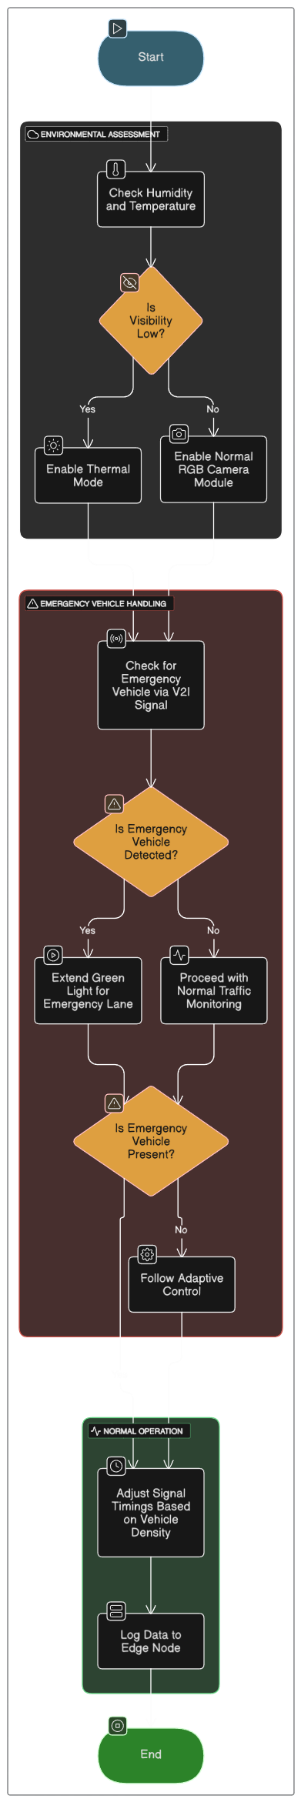 Start
ENVIRONMENTAL ASSESSMENT
Check Humidity
and Temperature
Is
Visibility
Low?
Yes
No
Enable Thermal
Mode
Enable Normal
RGB Camera
Module
EMERGENCY VEHICLE HANDLING
Check for
Emergency
Vehicle via V2I
Signal
Is Emergency
Vehicle
Detected?
Yes
No
Extend Green
Light for
Emergency Lane
Proceed with
Normal Traffic
Monitoring
Is Emergency
Vehicle
Present?
No
Follow Adaptive
Control
NORMAL OPERATION
Adjust Signal
Timings Based
on Vehicle
Density
Log Data to
Edge Node
End